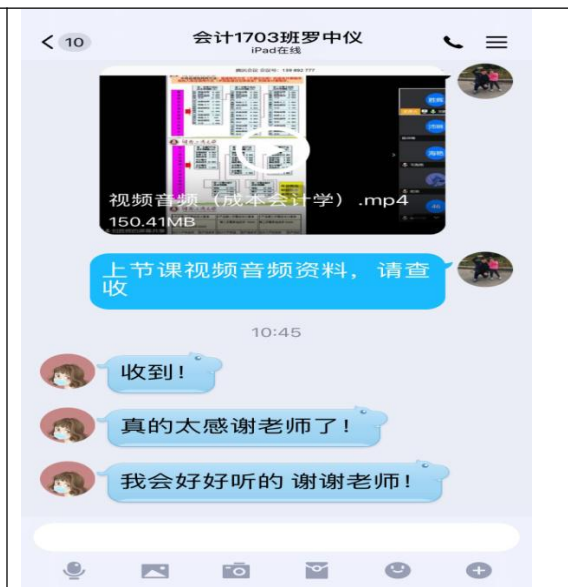 10
会计1703班罗中仪
iPad在线
视频音频（成本会计学）.mp4
150.41MB
上节课视频音频资料，请查
收
10:45
收到！
真的太感谢老师了！
我会好好听的 谢谢老师！